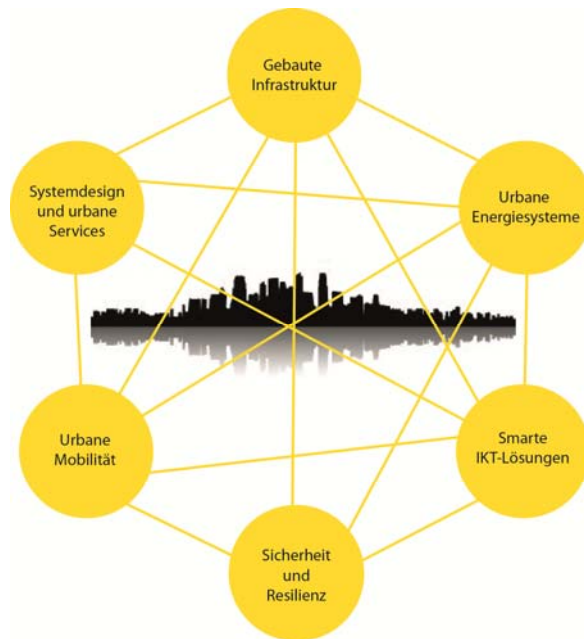 Gebaute
Infrastruktur
Systemdesign
und urbane
Services
Urbane
Energiesysteme
Urbane
Mobilität
Smarte
IKT-Lösungen
Sicherheit
und
Resilienz